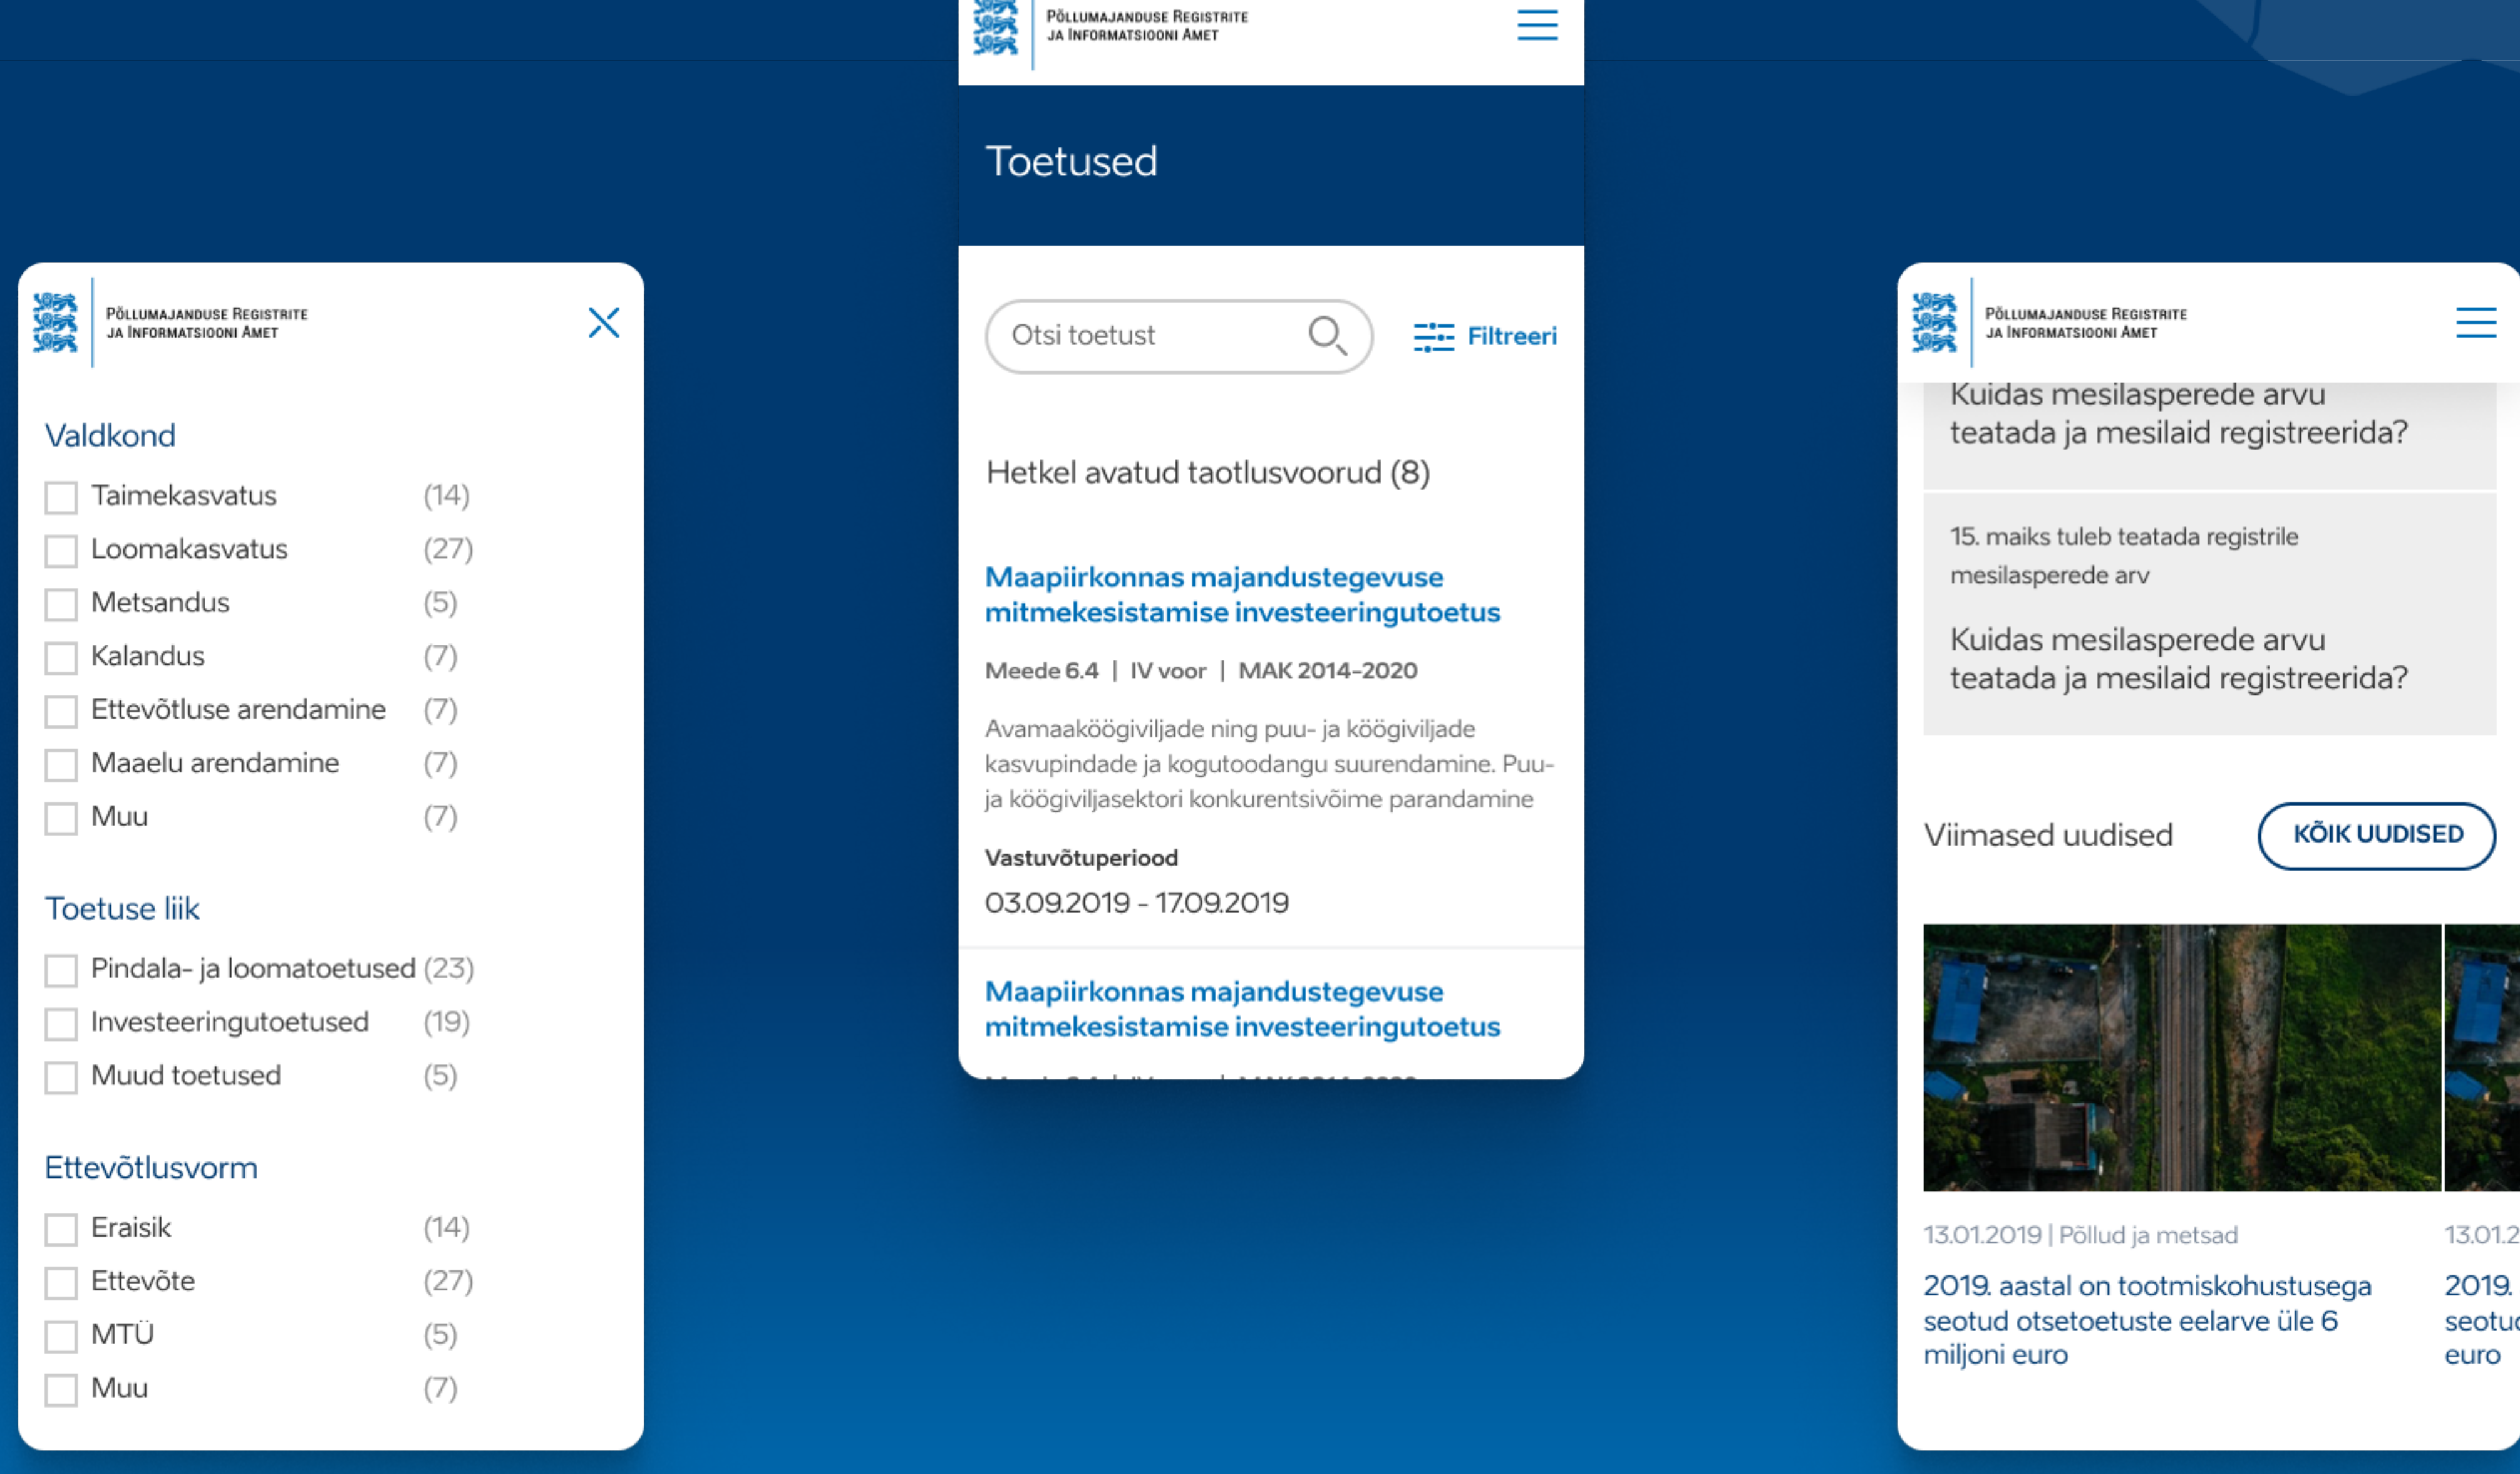 PÕLLUMAJANDUSE REGISTRITE
JA INFORMATSIOONI AMET
Valdkond
Taimekasvatus (14)
Loomakasvatus (27)
Metsandus (5)
Kalandus (7)
Ettevõtluse arendamine (7)
Maaelu arendamine (7)
Muu (7)
Toetuse liik
Pindala- ja loomatoetused (23)
Investeeringutoetused (19)
Muud toetused (5)
Ettevõtlusvorm
Eraisik (14)
Ettevõte (27)
MTÜ (5)
Muu (7)
PÕLLUMAJANDUSE REGISTRITE
JA INFORMATSIOONI AMET
Toetused
Otsi toetust
Filtreeri
Hetkel avatud taotlusvoorud (8)
Maapiirkonnas majandustegevuse
mitmekesistamise investeeringutoetus
Meede 6.4 | IV voor | MAK 2014-2020
Avamaaköögiviljade ning puu- ja köögiviljade
kasvupindade ja kogutoodangu suurendamine. Puu-
ja köögiviljasektori konkurentsivõime parandamine
Vastuvõtuperiood
03.09.2019 - 17.09.2019
Maapiirkonnas majandustegevuse
mitmekesistamise investeeringutoetus
PÕLLUMAJANDUSE REGISTRITE
JA INFORMATSIOONI AMET
Kuidas mesilasperede arvu
teatada ja mesilaid registreerida?
15. maiks tuleb teatada registrile
mesilasperede arv
Kuidas mesilasperede arvu
teatada ja mesilaid registreerida?
Viimased uudised
KÕIK UUDISED
13.01.2019 | Põllud ja metsad
2019. aastal on tootmiskohustusega
seotud otsetoetuste eelarve üle 6
miljoni euro
13.01.2
2019.
euro